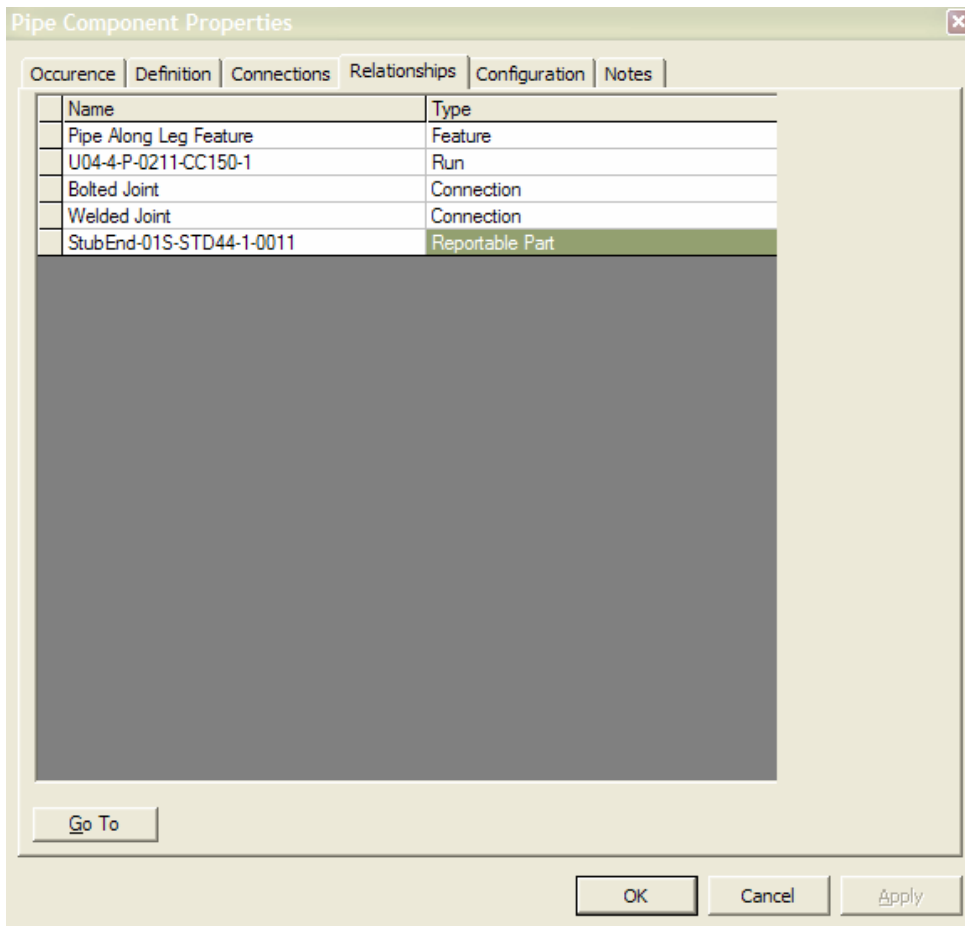 Pipe Component Properties
Occurence Definition Connections Relationships Configuration Notes
Name Type
Pipe Along Leg Feature Feature
U04-4-P-0211-CC150-1 Run
Bolted Joint Connection
Welded Joint Connection
StubEnd-01S-STD44-1-0011 Reportable Part
Go To
OK Cancel Apply